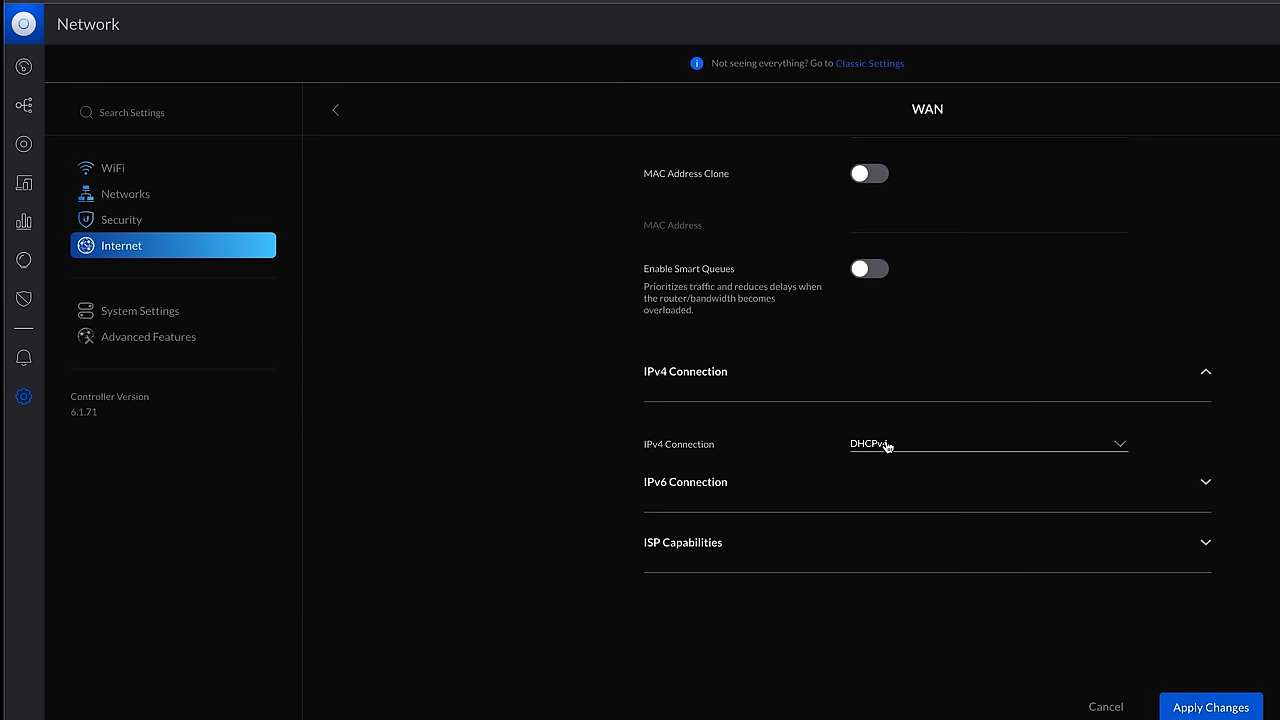 Network
Not seeing everything? Go to Classic Settings
Search Settings
WiFi
Networks
Security
Internet
System Settings
Advanced Features
Controller Version
6.1.71
WAN
MAC Address Clone
MAC Address
Enable Smart Queues
Prioritizes traffic and reduces delays when
the router/bandwidth becomes
overloaded.
IPv4 Connection
IPv4 Connection
IPv6 Connection
ISP Capabilities
Cancel
Apply Changes